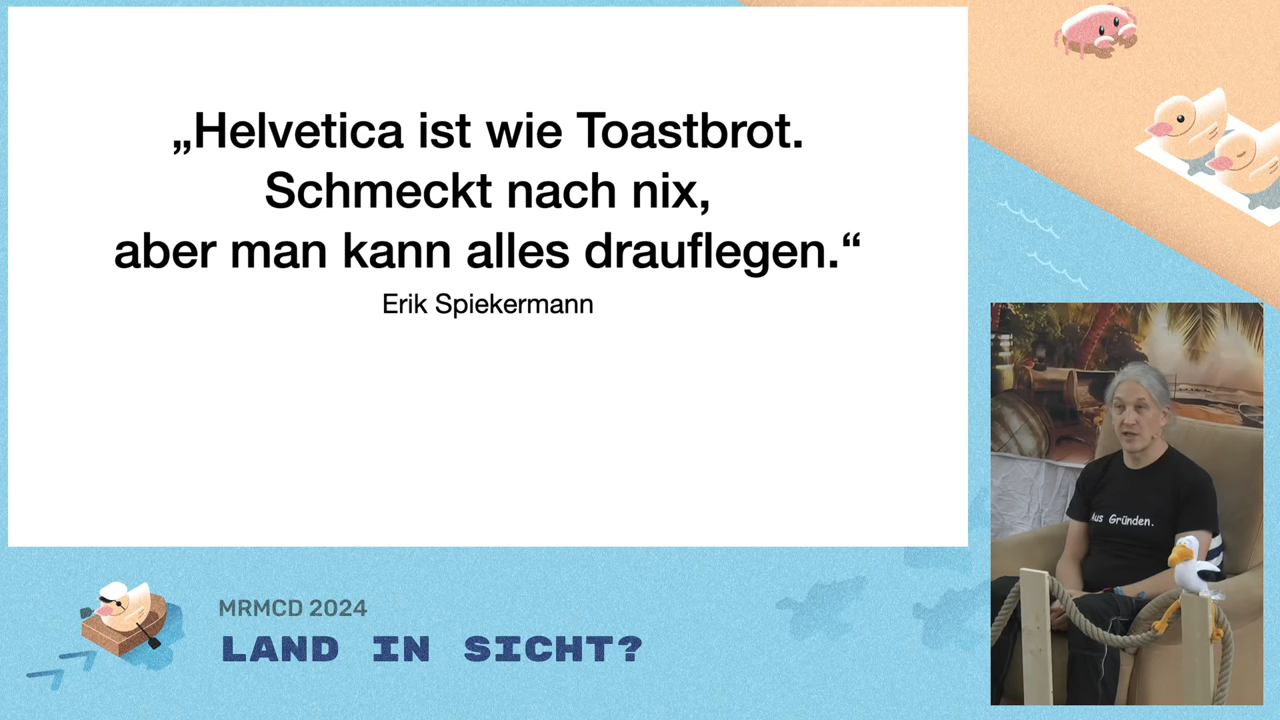 „Helvetica ist wie Toastbrot.
Schmeckt nach nix,
aber man kann alles drauflegen.“
Erik Spiekermann
Aus Gründen.
MRMCD 2024
LAND IN SICHT?